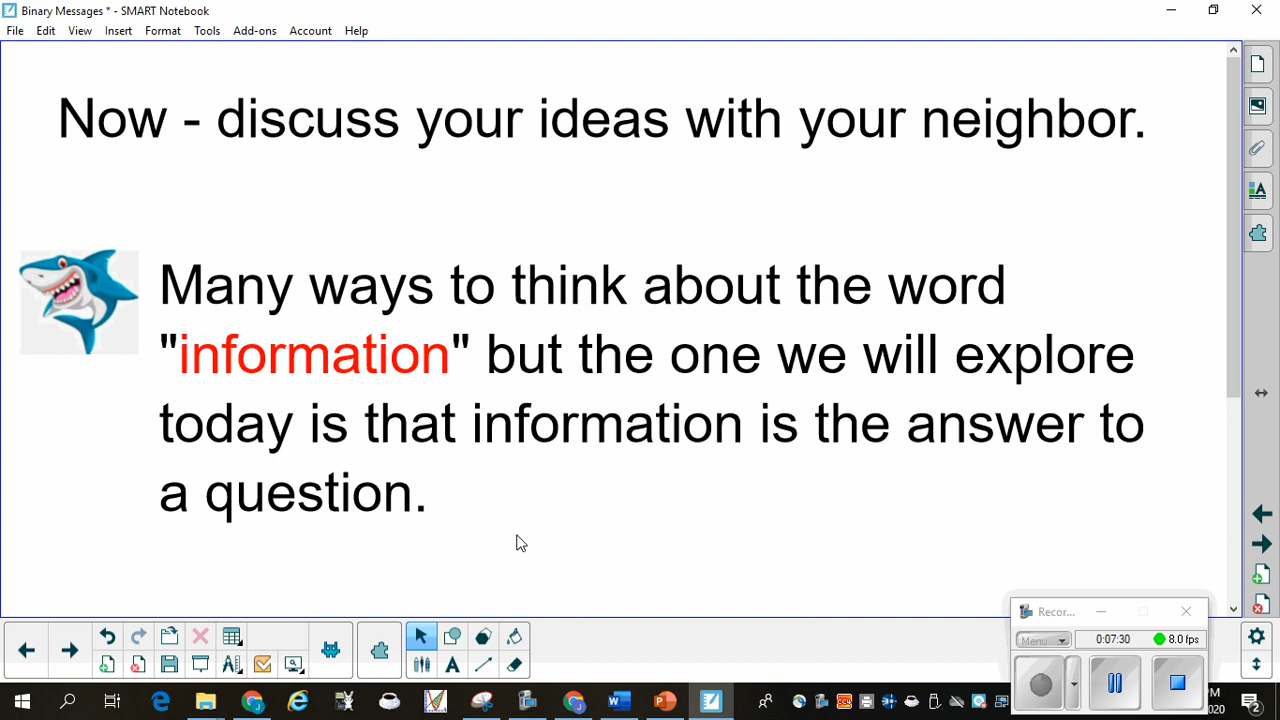 Binary Messages * - SMART Notebook
File Edit View Insert Format Tools Add-ons Account Help
Now - discuss your ideas with your neighbor.
Many ways to think about the word
"information" but the one we will explore
today is that information is the answer to
a question.
Recor...
Menu 0:07:30 8.0 fps